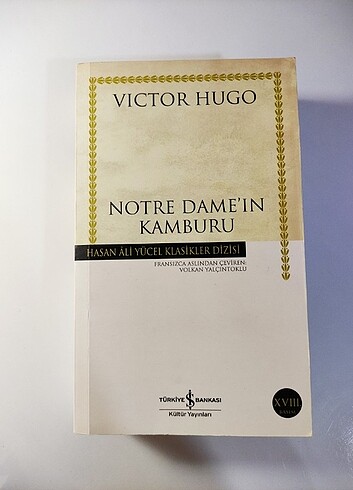 VICTOR HUGO
NOTRE DAME'IN
KAMBURU
HASAN ÂLİ YÜCEL KLASİKLER DİZİSİ
FRANSIZCA ASLINDAN ÇEVİREN:
VOLKAN YALÇINTOKLU
TÜRKİYE İŞ BANKASI
Kültür Yayınları
XVIII
BASIM